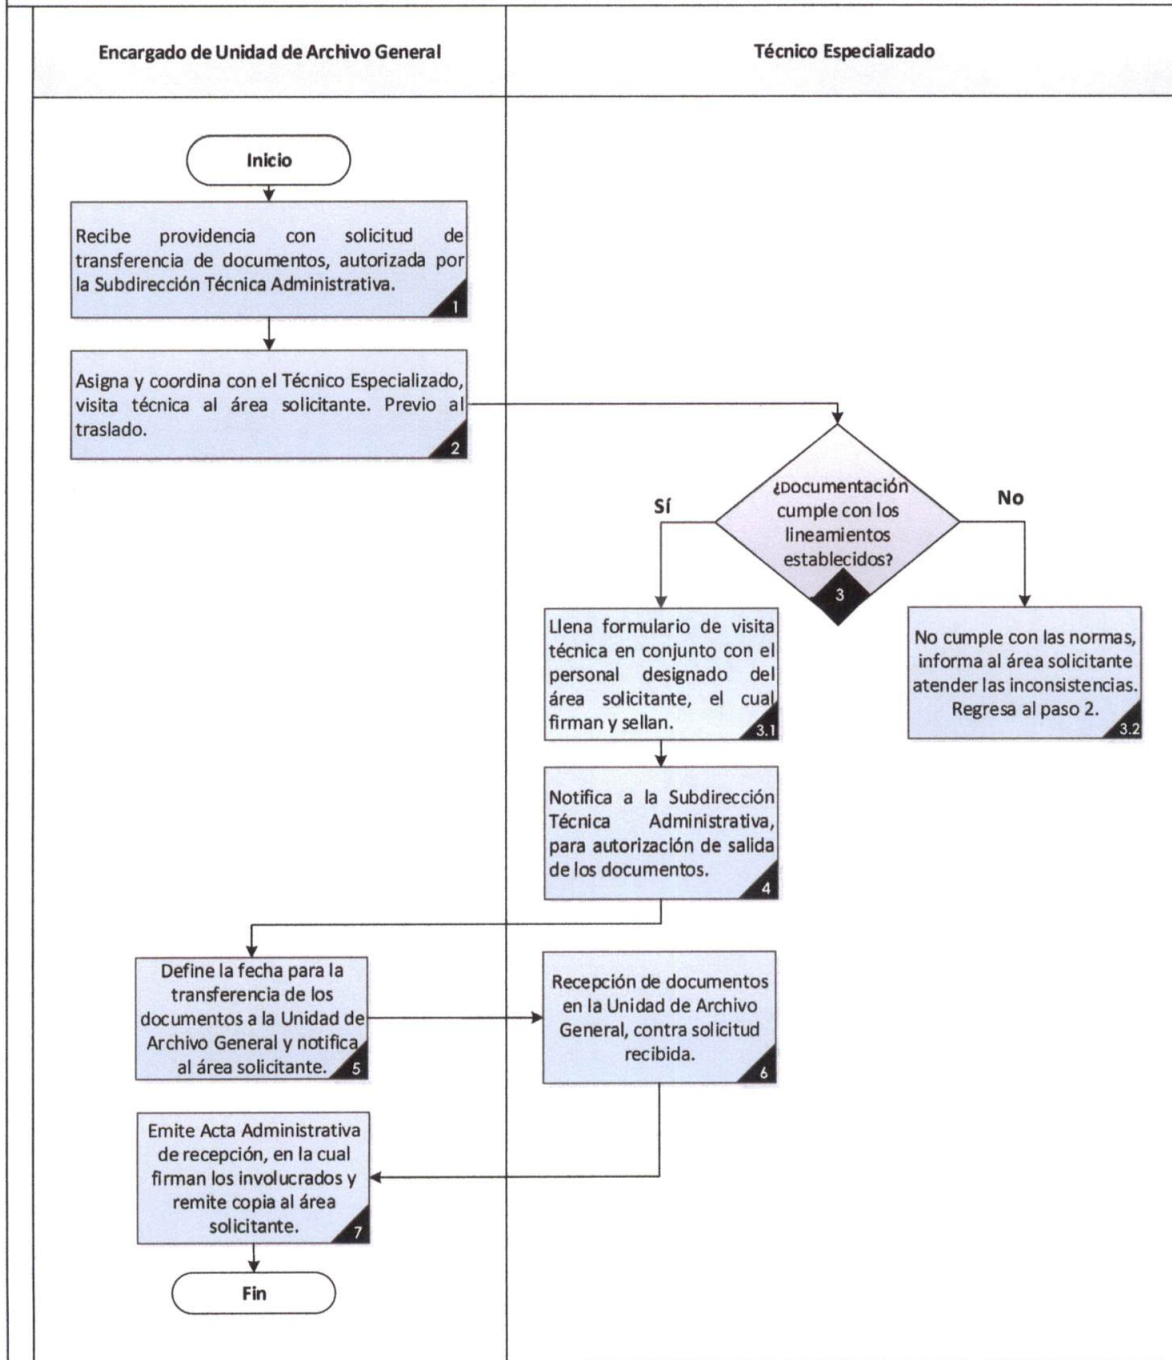 Encargado de Unidad de Archivo General
Técnico Especializado
Inicio
Recibe providencia con solicitud de
transferencia de documentos, autorizada por
la Subdirección Técnica Administrativa.
1
Asigna y coordina con el Técnico Especializado,
visita técnica al área solicitante. Previo al
traslado.
2
¿Documentación
cumple con los
lineamientos
establecidos?
3
Sí
No
Llena formulario de visita
técnica en conjunto con el
personal designado del
área solicitante, el cual
firman y sellan.
3.1
No cumple con las normas,
informa al área solicitante
atender las inconsistencias.
Regresa al paso 2.
3.2
Notifica a la Subdirección
Técnica Administrativa,
para autorización de salida
de los documentos.
4
Define la fecha para la
transferencia de los
documentos a la Unidad de
Archivo General y notifica
al área solicitante.
5
Recepción de documentos
en la Unidad de Archivo
General, contra solicitud
recibida.
6
Emite Acta Administrativa
de recepción, en la cual
firman los involucrados y
remite copia al área
solicitante.
7
Fin